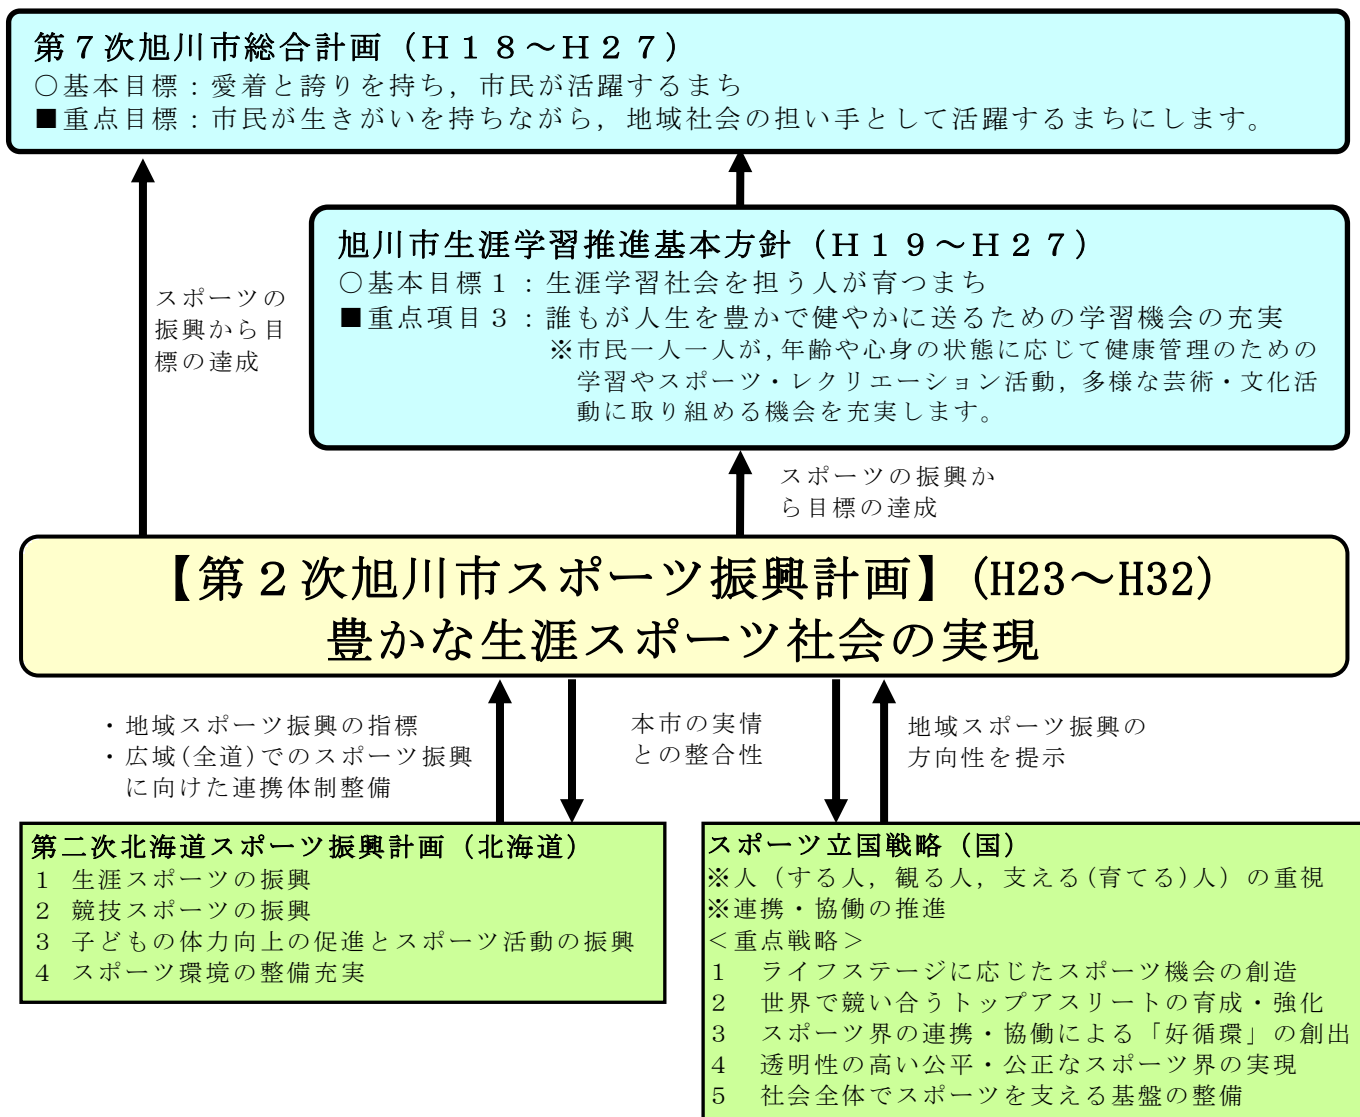 第７次旭川市総合計画（Ｈ１８～Ｈ２７）
○基本目標：愛着と誇りを持ち，市民が活躍するまち
■重点目標：市民が生きがいを持ちながら，地域社会の担い手として活躍するまちにします。
旭川市生涯学習推進基本方針（Ｈ１９～Ｈ２７）
○基本目標１：生涯学習社会を担う人が育つまち
■重点項目３：誰もが人生を豊かで健やかに送るための学習機会の充実
※市民一人一人が，年齢や心身の状態に応じて健康管理のための
学習やスポーツ・レクリエーション活動，多様な芸術・文化活
動に取り組める機会を充実します。
スポーツの
振興から目
標の達成
スポーツの振興か
ら目標の達成
【第２次旭川市スポーツ振興計画】(H23～H32)
豊かな生涯スポーツ社会の実現
・地域スポーツ振興の指標
・広域(全道)でのスポーツ振興
に向けた連携体制整備
本市の実情
との整合性
地域スポーツ振興の
方向性を提示
第二次北海道スポーツ振興計画（北海道）
1 生涯スポーツの振興
2 競技スポーツの振興
3 子どもの体力向上の促進とスポーツ活動の振興
4 スポーツ環境の整備充実
スポーツ立国戦略（国）
※人（する人，観る人，支える(育てる)人）の重視
※連携・協働の推進
＜重点戦略＞
1 ライフステージに応じたスポーツ機会の創造
2 世界で競い合うトップアスリートの育成・強化
3 スポーツ界の連携・協働による「好循環」の創出
4 透明性の高い公平・公正なスポーツ界の実現
5 社会全体でスポーツを支える基盤の整備